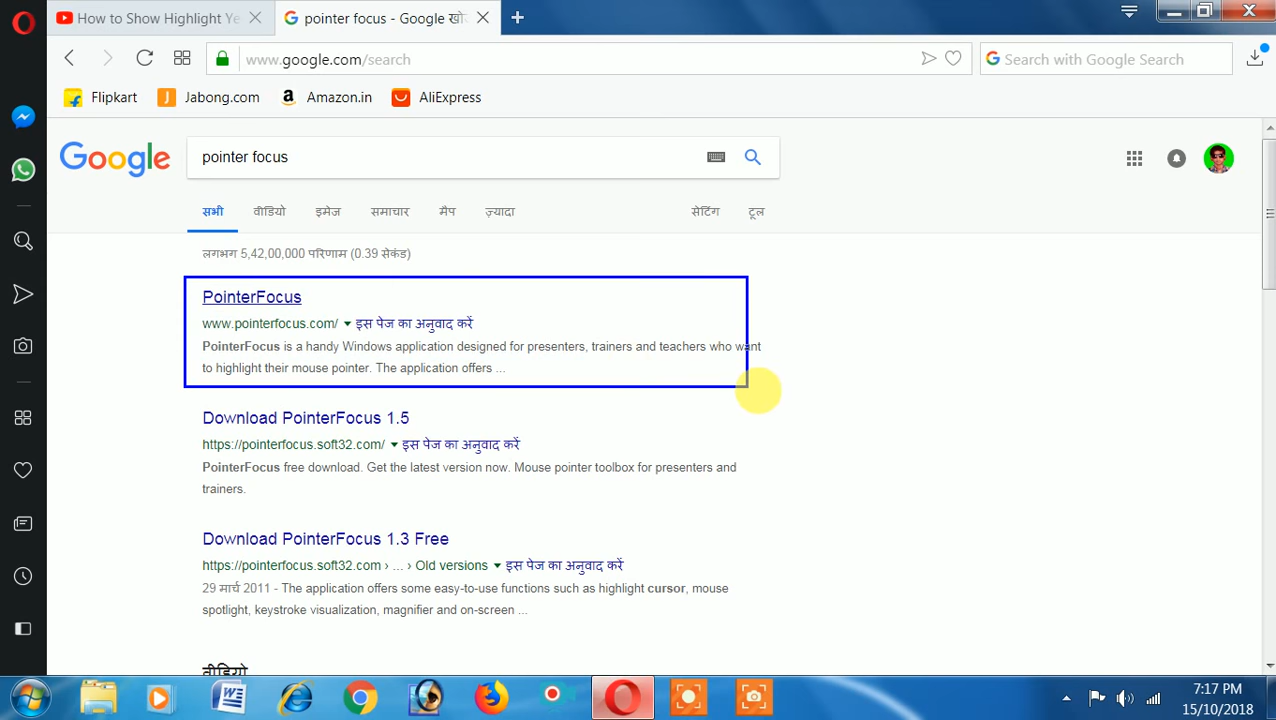 How to Show Highlight Ye
pointer focus - Google खो
www.google.com/search
Search with Google Search
Flipkart
Jabong.com
Amazon.in
AliExpress
Google
pointer focus
सभी वीडियो इमेज समाचार मैप ज़्यादा सेटिंग टूल
लगभग 5,42,00,000 परिणाम (0.39 सेकंड)
PointerFocus
www.pointerfocus.com/ इस पेज का अनुवाद करें
PointerFocus is a handy Windows application designed for presenters, trainers and teachers who want
to highlight their mouse pointer. The application offers ...
Download PointerFocus 1.5
https://pointerfocus.soft32.com/ इस पेज का अनुवाद करें
PointerFocus free download. Get the latest version now. Mouse pointer toolbox for presenters and
trainers.
Download PointerFocus 1.3 Free
https://pointerfocus.soft32.com › ... › Old versions इस पेज का अनुवाद करें
29 मार्च 2011 - The application offers some easy-to-use functions such as highlight cursor, mouse
spotlight, keystroke visualization, magnifier and on-screen ...
वीडियो
7:17 PM
15/10/2018